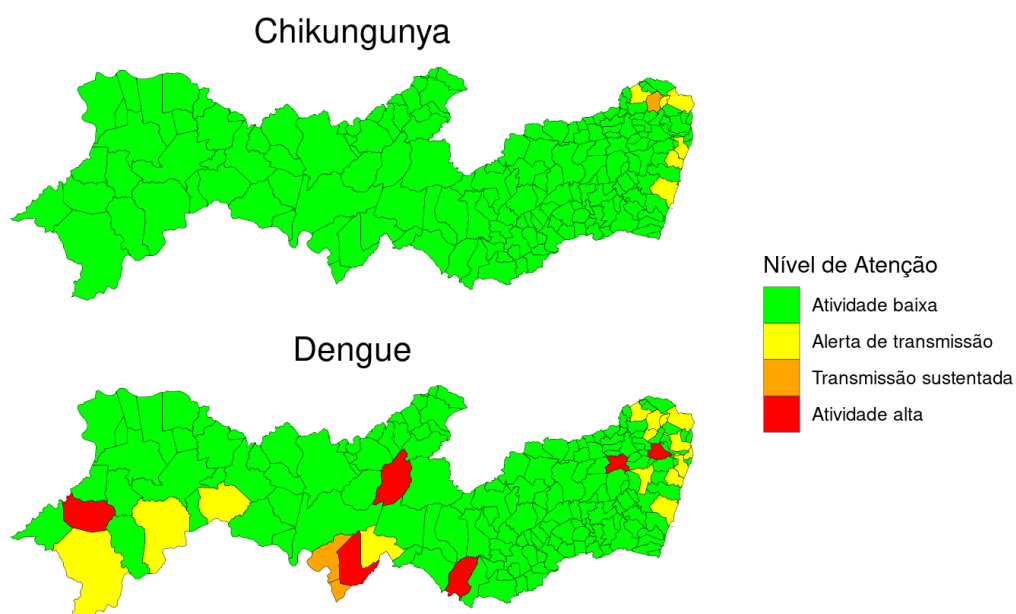 Chikungunya
Dengue
Nível de Atenção
Atividade baixa
Alerta de transmissão
Transmissão sustentada
Atividade alta